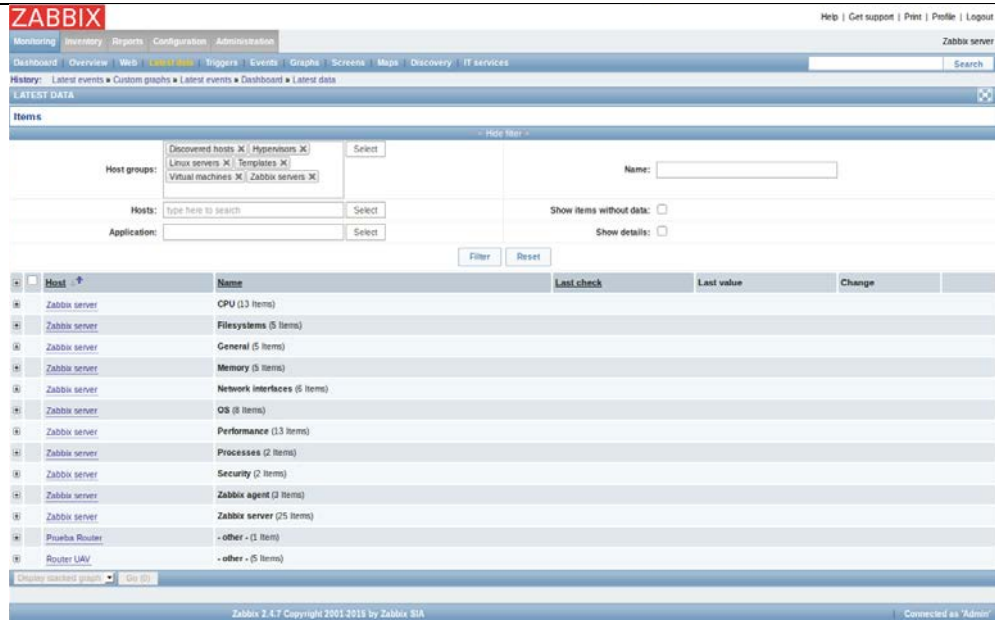 ZABBIX
Help | Get support | Print | Profile | Logout
Monitoring Inventory Reports Configuration Administration
Zabbix server
Dashboard | Overview | Web | Latest data | Triggers | Events | Graphs | Screens | Maps | Discovery | IT services
Search
History: Latest events » Custom graphs » Latest events » Dashboard » Latest data
LATEST DATA
Items
Hide filter
Host groups: Discovered hosts Hypervisors Select
Linux servers Templates
Virtual machines Zabbix servers
Name:
Hosts: type here to search Select
Show items without data:
Application: Select
Show details:
Filter Reset
Host Name Last check Last value Change
Zabbix server CPU (13 Items)
Zabbix server Filesystems (5 Items)
Zabbix server General (5 Items)
Zabbix server Memory (5 Items)
Zabbix server Network interfaces (6 Items)
Zabbix server OS (8 Items)
Zabbix server Performance (13 Items)
Zabbix server Processes (2 Items)
Zabbix server Security (2 Items)
Zabbix server Zabbix agent (3 Items)
Zabbix server Zabbix server (25 Items)
Prueba Router - other - (1 Item)
Router UAV - other - (5 Items)
Display stacked graph Go (0)
Zabbix 2.4.7 Copyright 2001-2015 by Zabbix SIA
Connected as 'Admin'